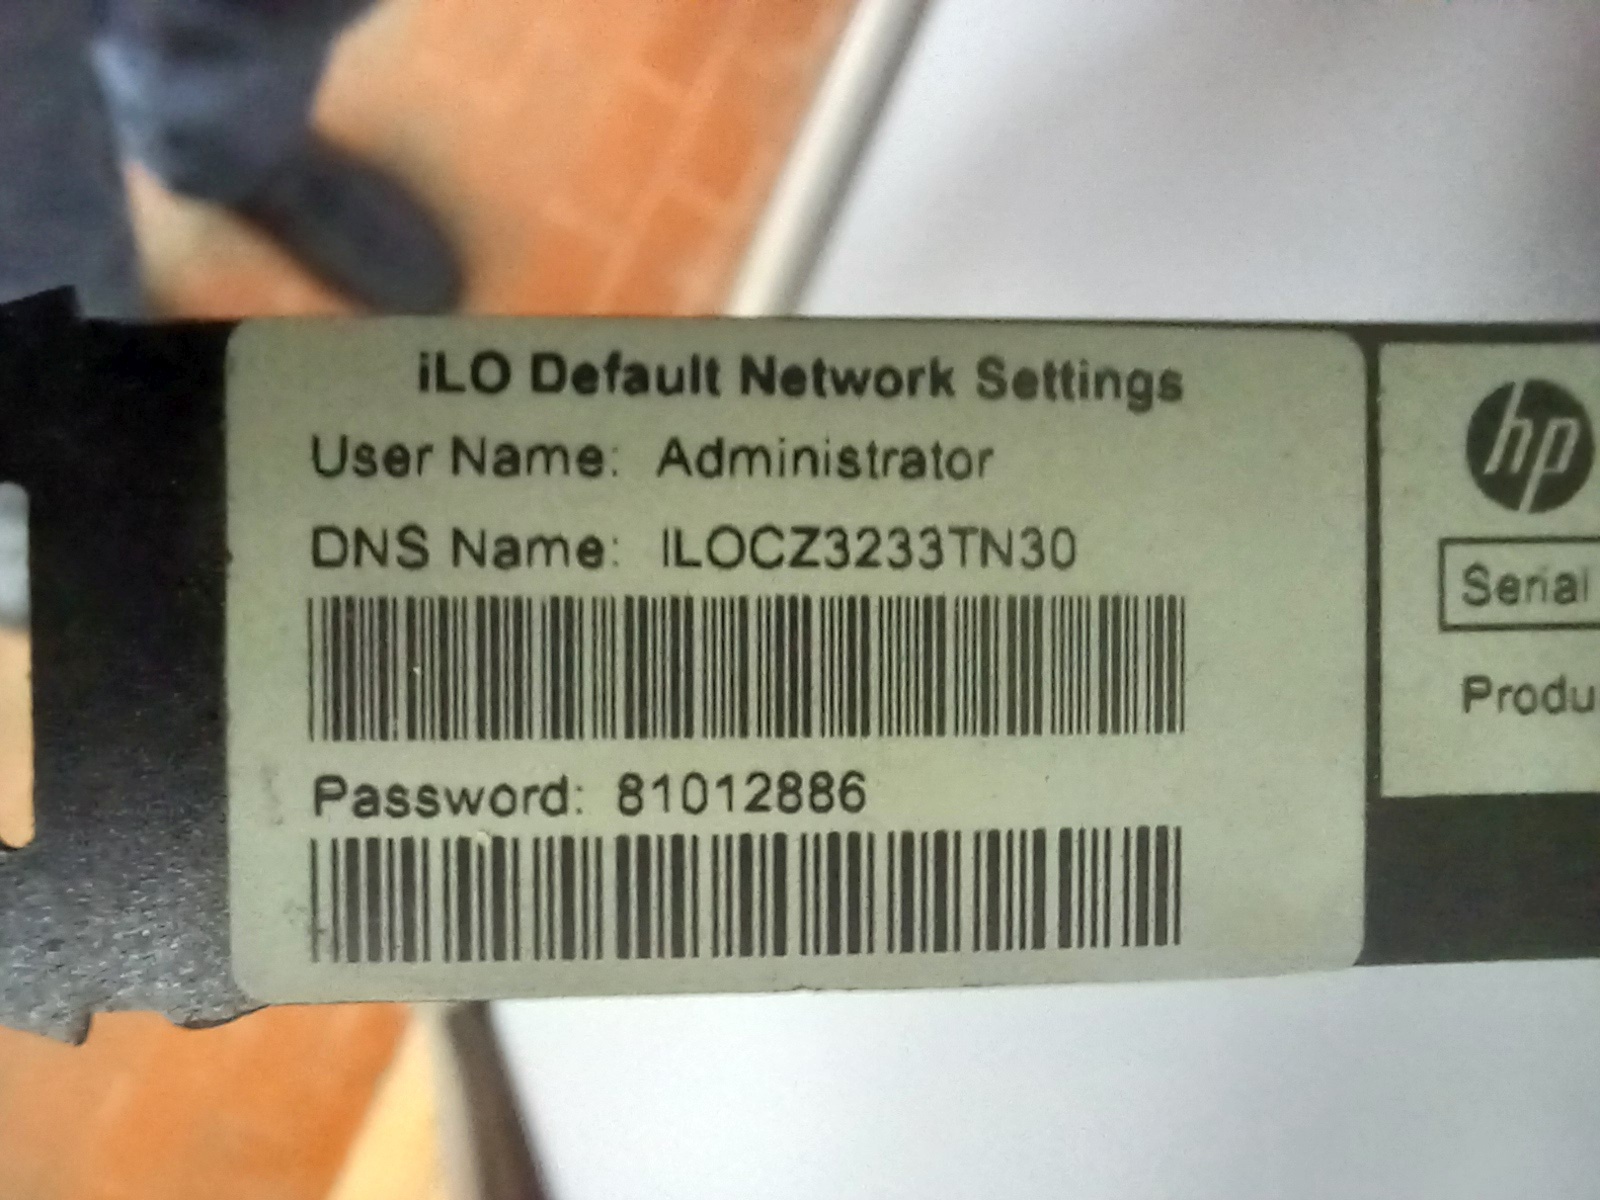 iLO Default Network Settings
User Name: Administrator
DNS Name: ILOCZ3233TN30
Password: 81012886
hp
Serial
Produ